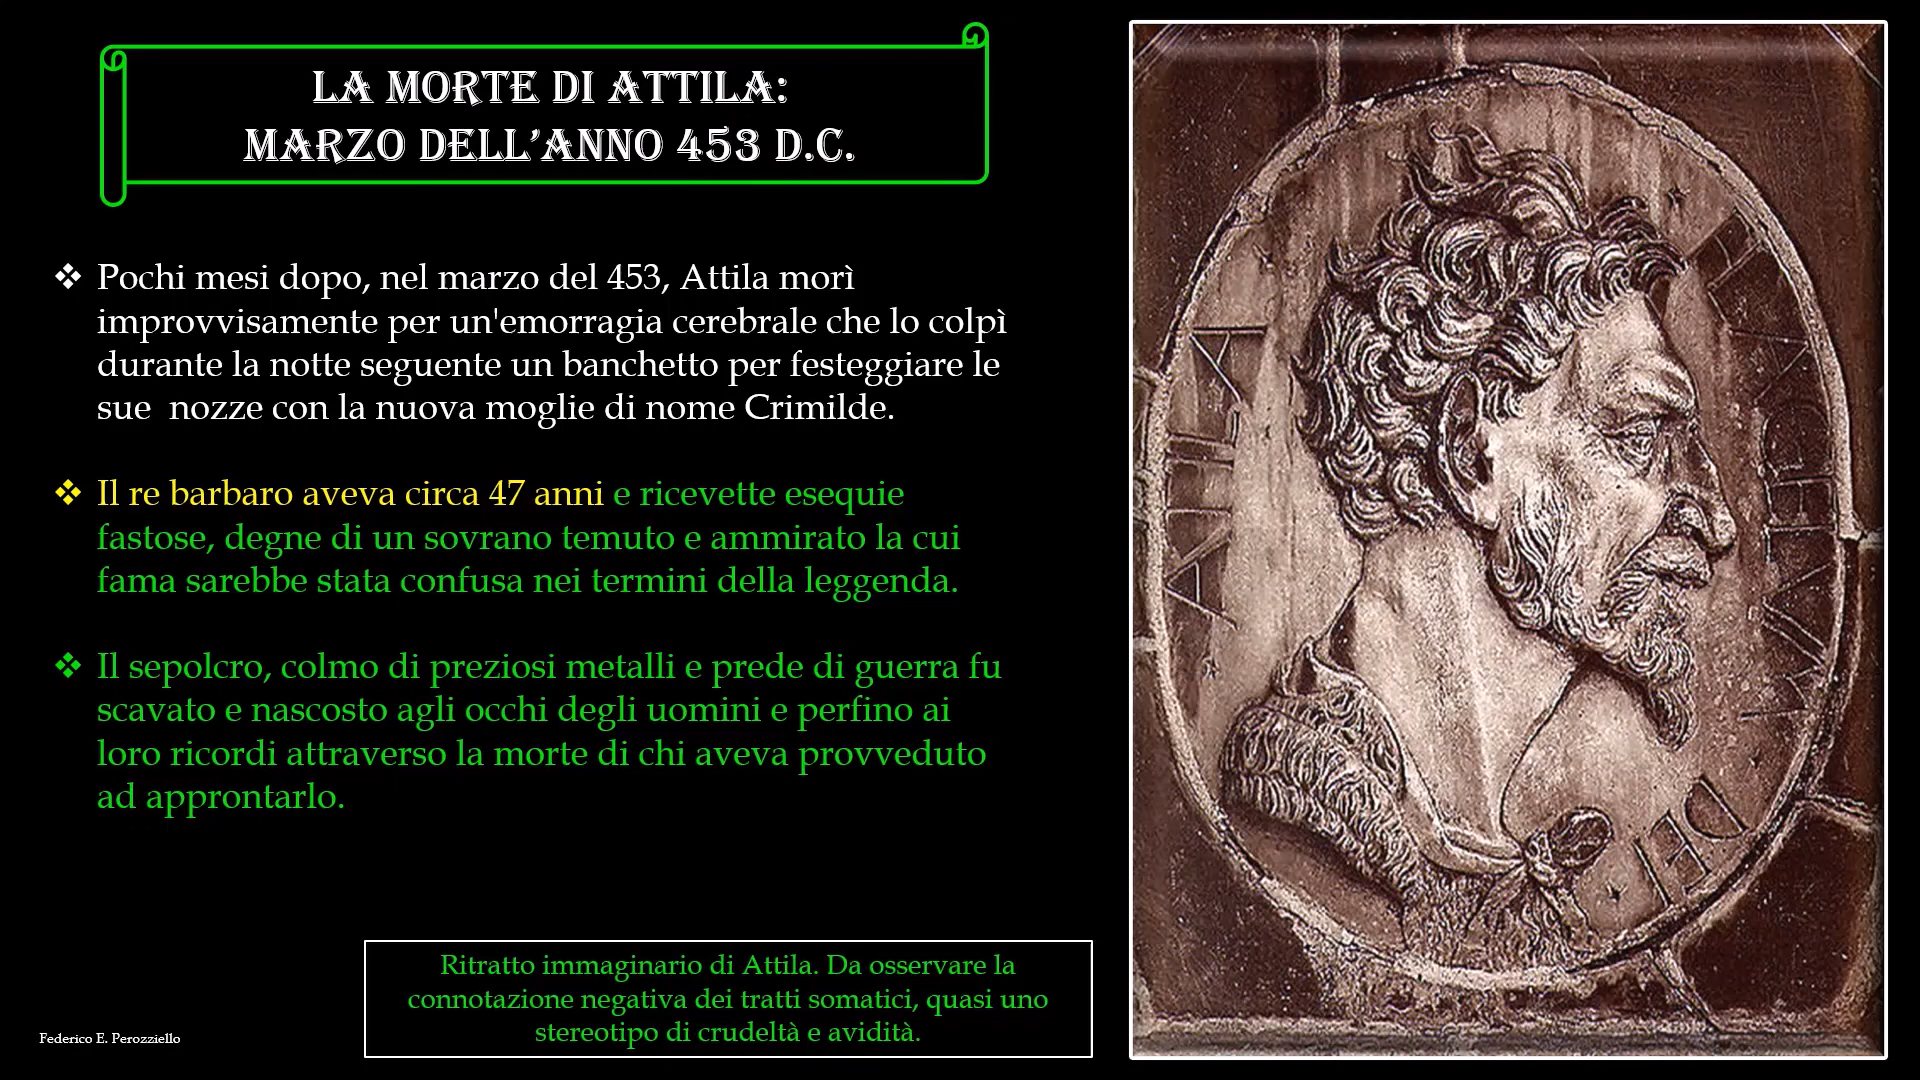 LA MORTE DI ATTILA:
MARZO DELL’ANNO 453 D.C.
❖ Pochi mesi dopo, nel marzo del 453, Attila morì
improvvisamente per un'emorragia cerebrale che lo colpì
durante la notte seguente un banchetto per festeggiare le
sue  nozze con la nuova moglie di nome Crimilde.
❖ Il re barbaro aveva circa 47 anni e ricevette esequie
fastose, degne di un sovrano temuto e ammirato la cui
fama sarebbe stata confusa nei termini della leggenda.
❖ Il sepolcro, colmo di preziosi metalli e prede di guerra fu
scavato e nascosto agli occhi degli uomini e perfino ai
loro ricordi attraverso la morte di chi aveva provveduto
ad approntarlo.
Ritratto immaginario di Attila. Da osservare la
connotazione negativa dei tratti somatici, quasi uno
stereotipo di crudeltà e avidità.
Federico E. Perozziello
ATILA
FLAGELLUM
DEI